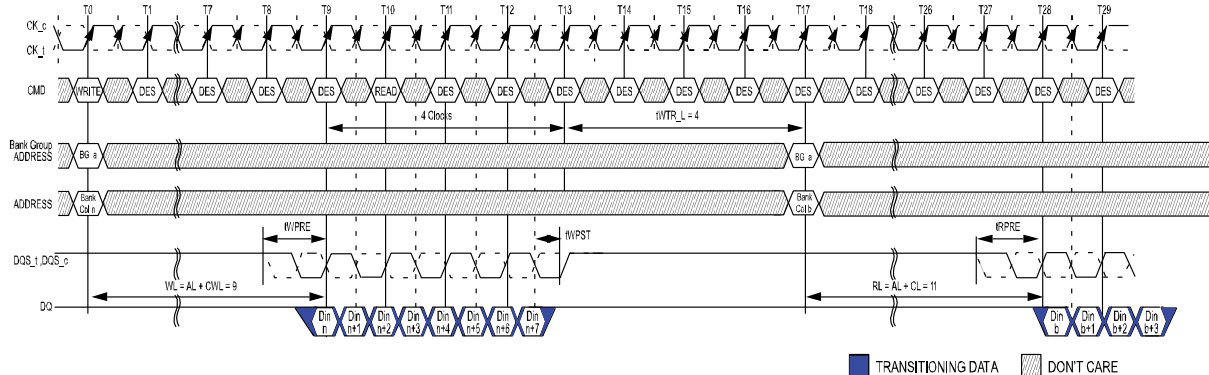 T0 T1 T7 T8 T9 T10 T11 T12 T13 T14 T15 T16 T17 T18 T26 T27 T28 T29
CK_c
CK_t
CMD WRITE DES DES DES DES READ DES DES DES DES DES DES DES DES DES DES DES DES
4 Clocks tWTR_L = 4
Bank Group
ADDRESS BG a BG a
ADDRESS Bank Col n Bank Col b
tWPRE tWPST tRPRE
DQS_t ,DQS_c
WL = AL + CWL = 9 RL = AL + CL = 11
DQ
Din n Din n+1 Din n+2 Din n+3 Din n+4 Din n+5 Din n+6 Din n+7 Din b Din b+1 Din b+2 Din b+3
TRANSITIONING DATA DON'T CARE